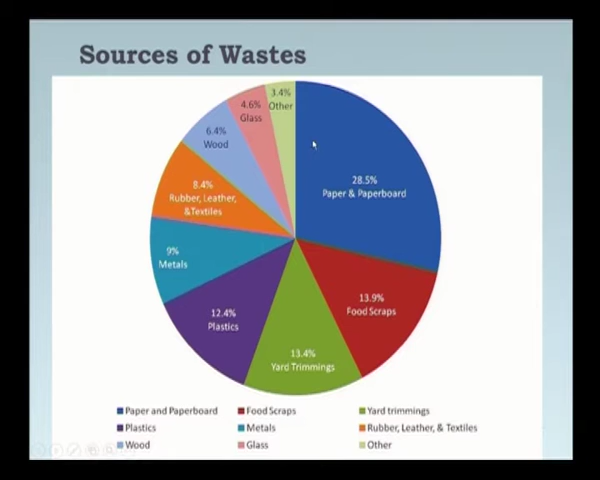 Sources of Wastes
3.4%
Other
4.6%
Glass
6.4%
Wood
28.5%
Paper & Paperboard
8.4%
Rubber, Leather,
&Textiles
9%
Metals
13.9%
Food Scraps
12.4%
Plastics
13.4%
Yard Trimmings
Paper and Paperboard Food Scraps Yard trimmings
Plastics Metals Rubber, Leather, & Textiles
Wood Glass Other